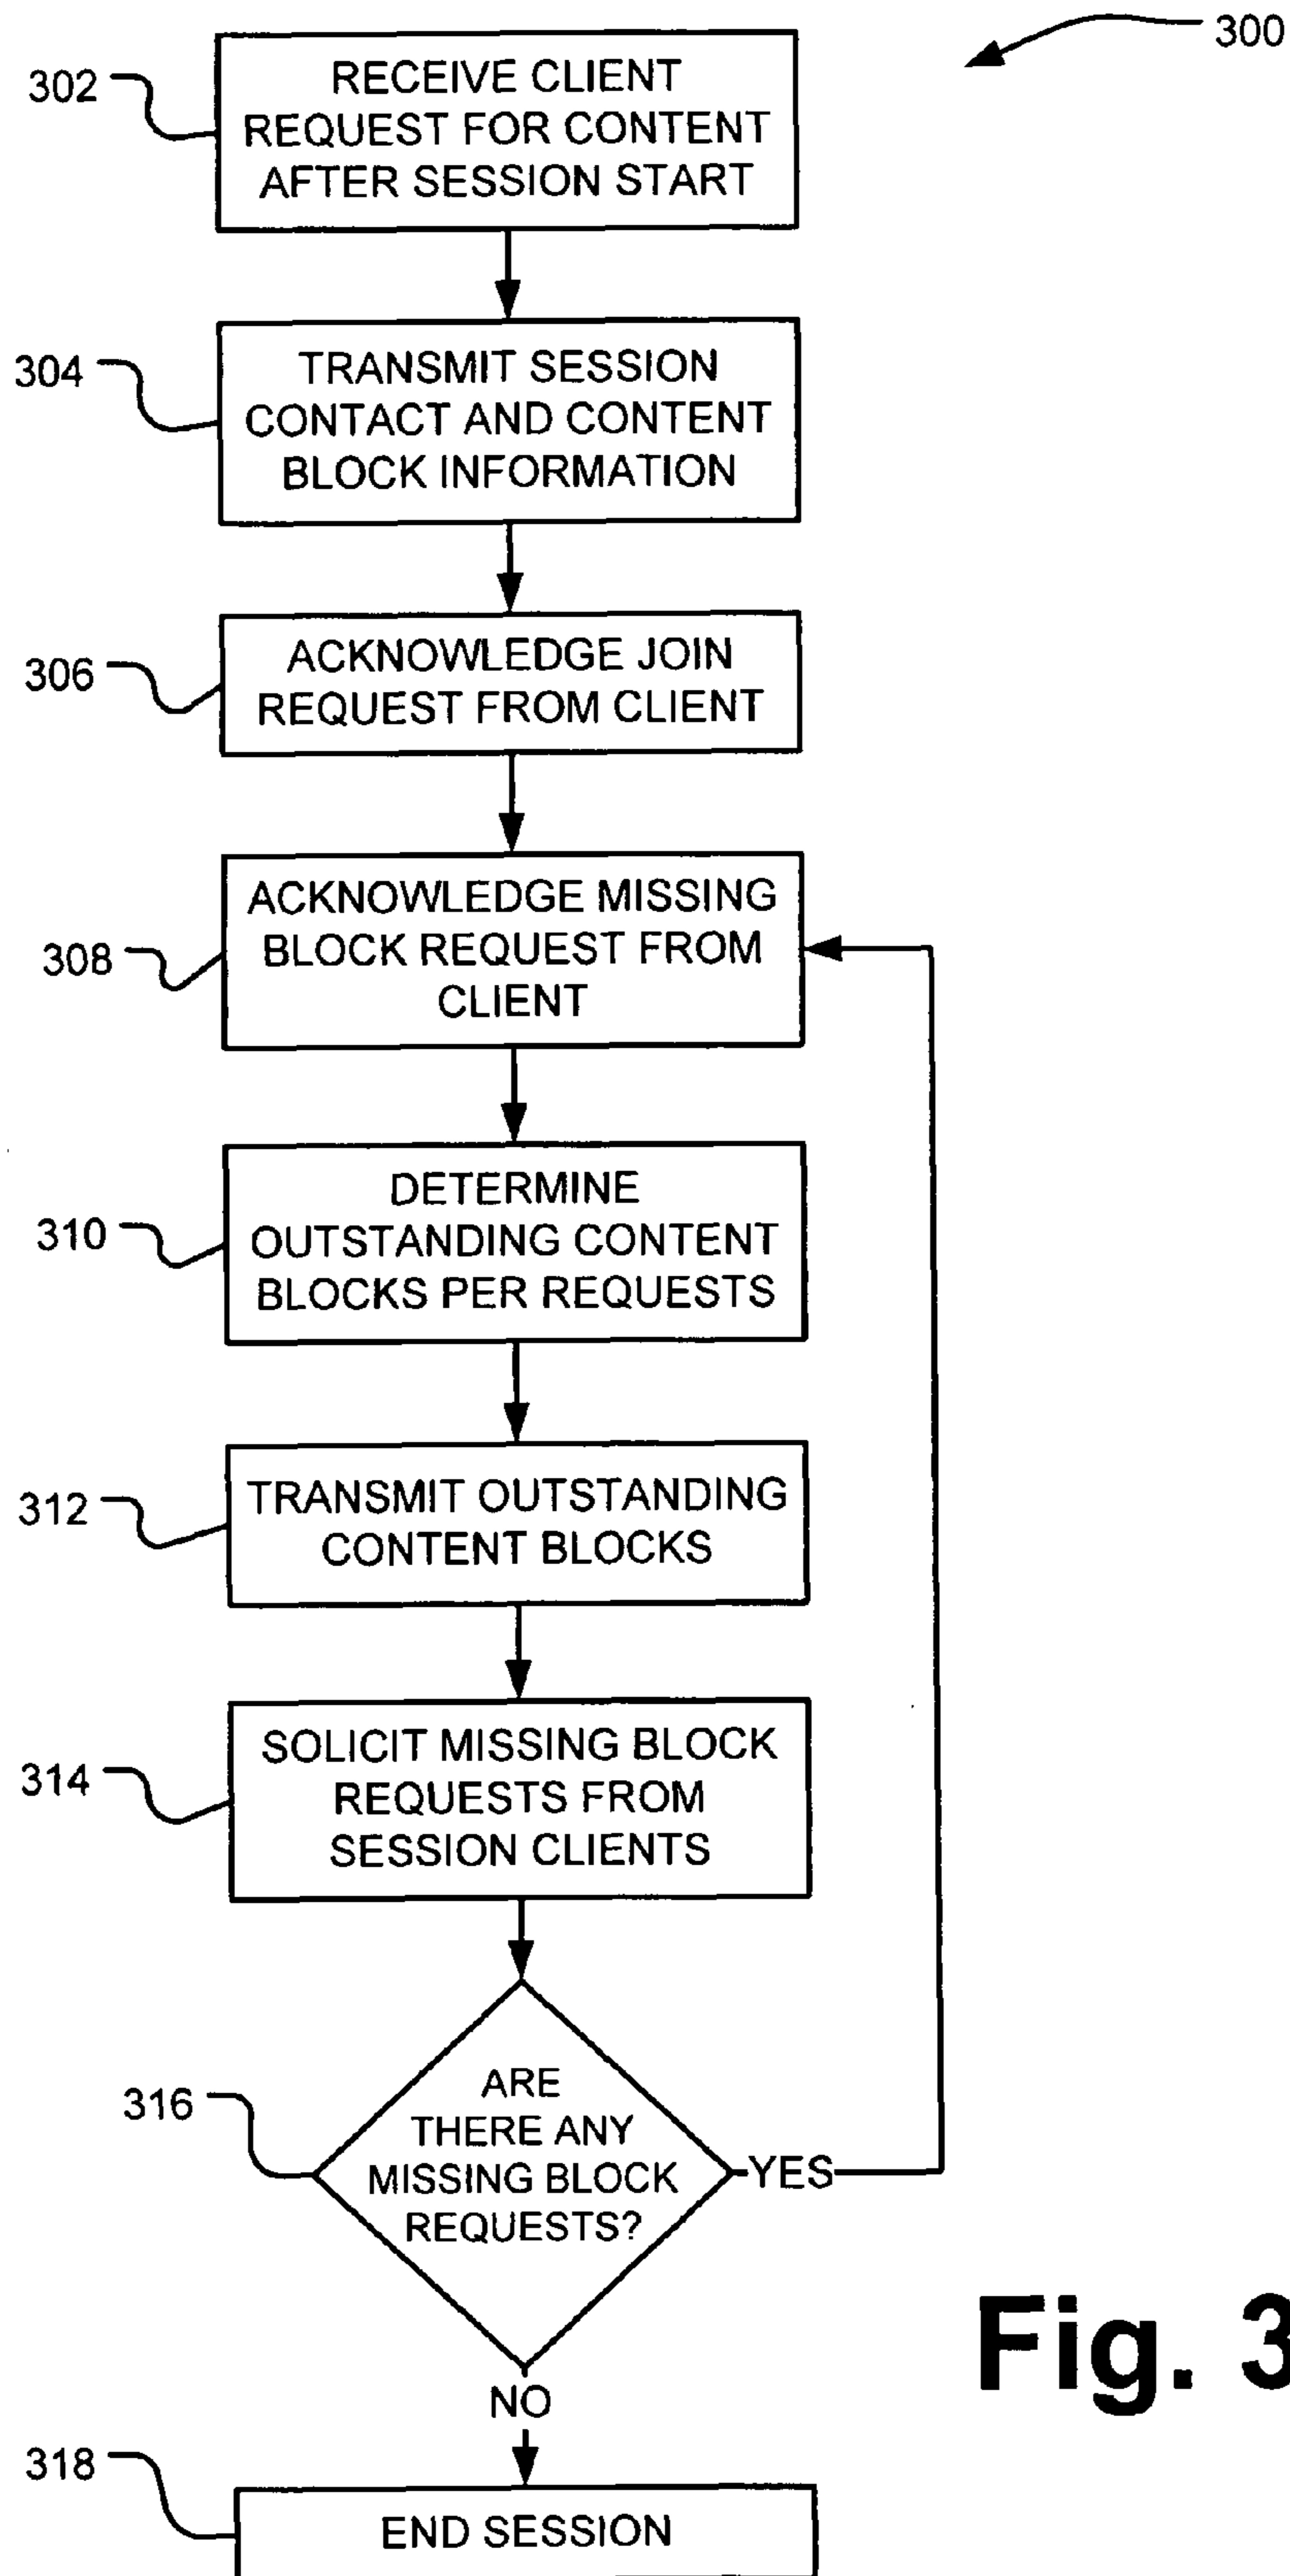 300
302
RECEIVE CLIENT
REQUEST FOR CONTENT
AFTER SESSION START
304
TRANSMIT SESSION
CONTACT AND CONTENT
BLOCK INFORMATION
306
ACKNOWLEDGE JOIN
REQUEST FROM CLIENT
308
ACKNOWLEDGE MISSING
BLOCK REQUEST FROM
CLIENT
310
DETERMINE
OUTSTANDING CONTENT
BLOCKS PER REQUESTS
312
TRANSMIT OUTSTANDING
CONTENT BLOCKS
314
SOLICIT MISSING BLOCK
REQUESTS FROM
SESSION CLIENTS
316
ARE
THERE ANY
MISSING BLOCK
REQUESTS?
YES
NO
318
END SESSION
Fig. 3